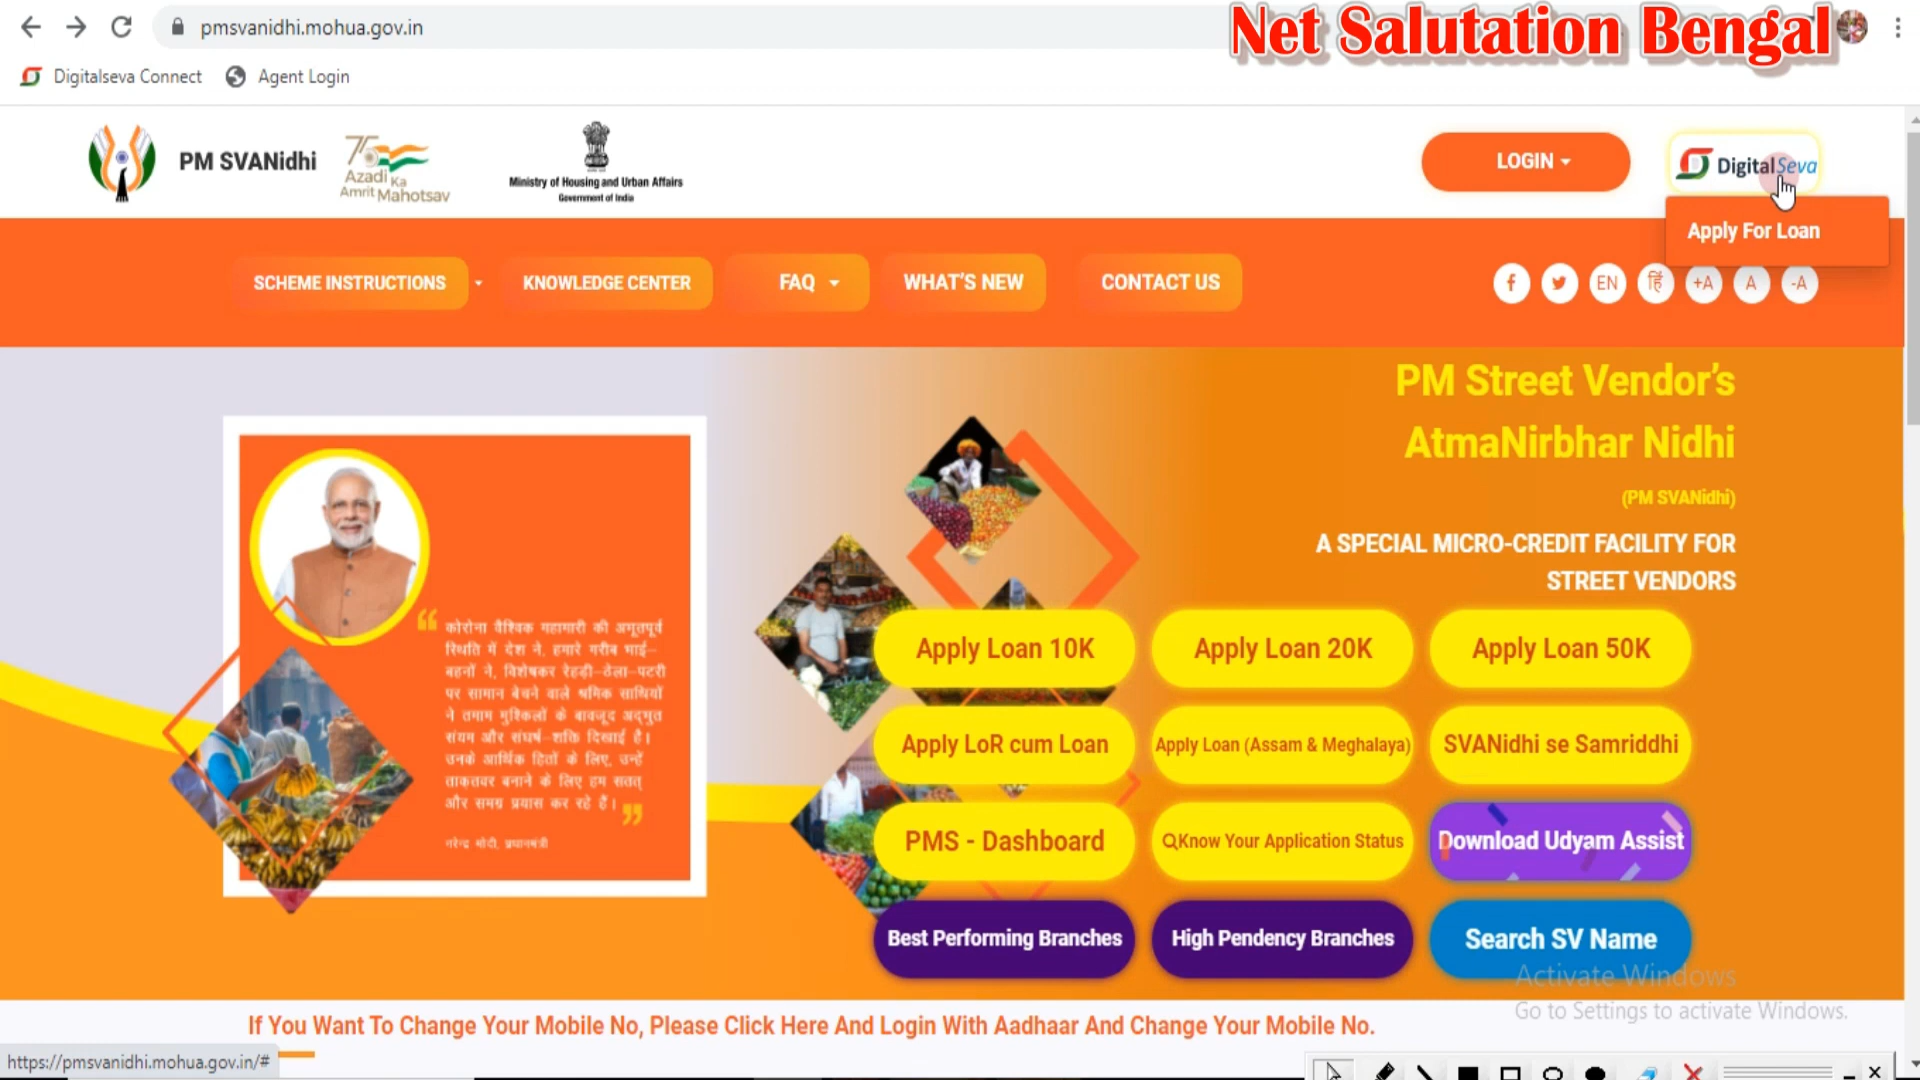 pmsvanidhi.mohua.gov.in
Net Salutation Bengal
Digitalseva Connect
Agent Login
PM SVANidhi
75
Azadi Ka
Amrit Mahotsav
Ministry of Housing and Urban Affairs
Government of India
LOGIN
DigitalSeva
Apply For Loan
SCHEME INSTRUCTIONS
KNOWLEDGE CENTER
FAQ
WHAT'S NEW
CONTACT US
EN
हिं
+A
A
-A
PM Street Vendor's
AtmaNirbhar Nidhi
(PM SVANidhi)
A SPECIAL MICRO-CREDIT FACILITY FOR
STREET VENDORS
“ कोरोना वैश्विक महामारी की अमूतपूर्व
स्थिति में देश ने, हमारे गरीब भाई–
बहनों ने, विशेषकर रेहड़ी–ठेला–पटरी
पर सामान बेचने वाले श्रमिक साथियों
ने तमाम मुश्किलों के बावजूद अद्भुत
संयम और संघर्ष–शक्ति दिखाई है।
उनके आर्थिक हितों के लिए, उन्हें
ताकतवर बनाने के लिए हम सतत्
और समग्र प्रयास कर रहे हैं। ”
नरेन्द्र मोदी, प्रधानमंत्री
Apply Loan 10K
Apply Loan 20K
Apply Loan 50K
Apply LoR cum Loan
Apply Loan (Assam & Meghalaya)
SVANidhi se Samriddhi
PMS - Dashboard
Know Your Application Status
Download Udyam Assist
Best Performing Branches
High Pendency Branches
Search SV Name
Activate Windows
Go to Settings to activate Windows.
If You Want To Change Your Mobile No, Please Click Here And Login With Aadhaar And Change Your Mobile No.
https://pmsvanidhi.mohua.gov.in/#